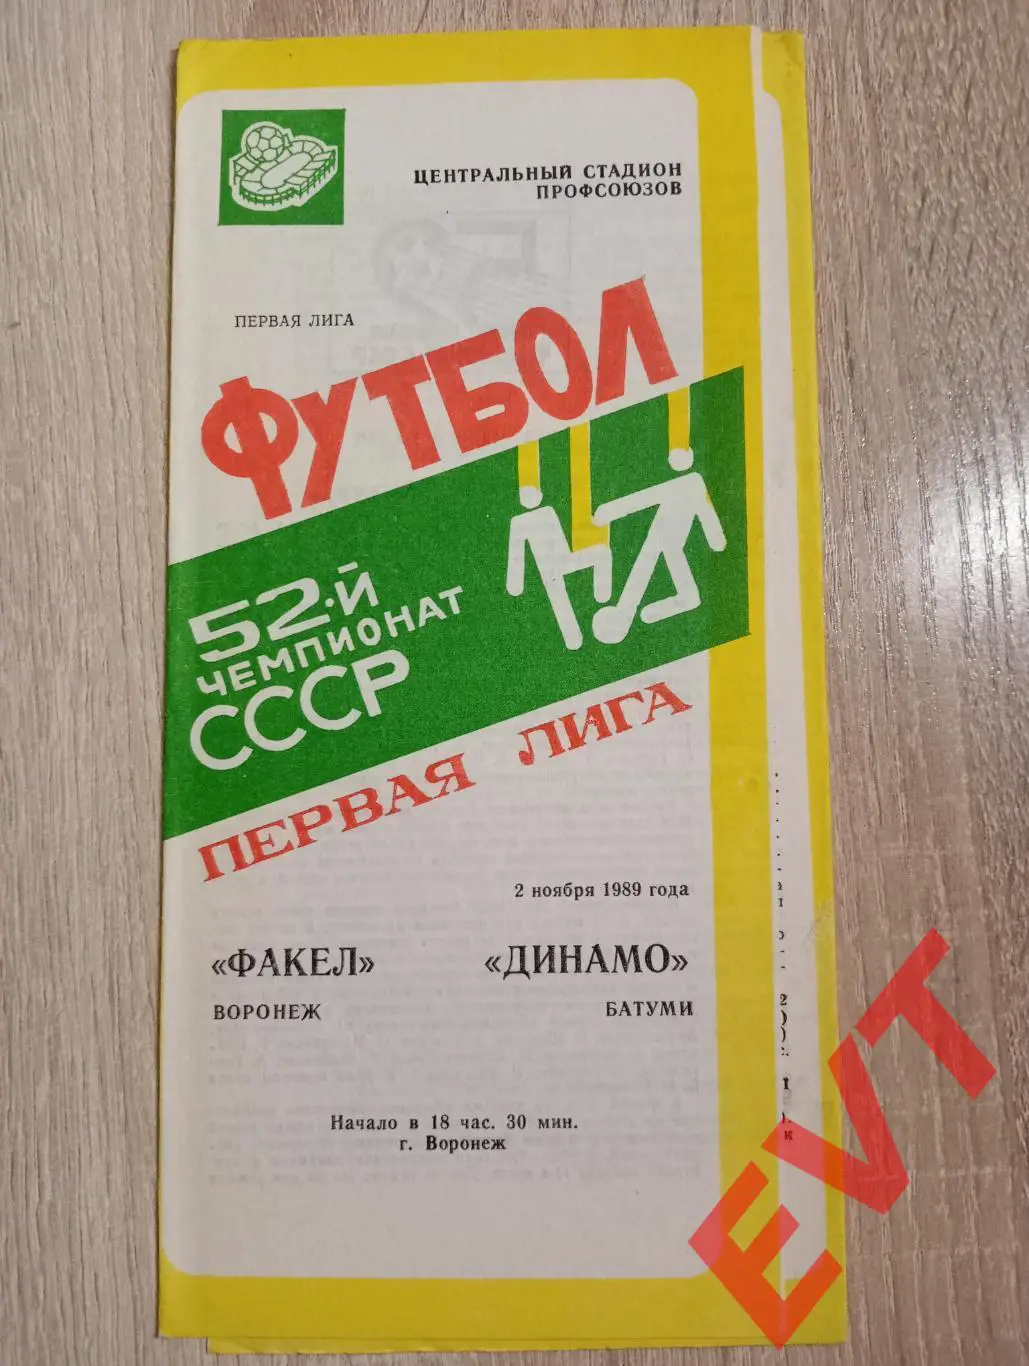 ЦЕНТРАЛЬНЫЙ СТАДИОН
ПРОФСОЮЗОВ
ПЕРВАЯ ЛИГА
ФУТБОЛ
52-Й
ЧЕМПИОНАТ
СССР
ПЕРВАЯ ЛИГА
2 ноября 1989 года
«ФАКЕЛ» «ДИНАМО»
ВОРОНЕЖ БАТУМИ
Начало в 18 час. 30 мин.
г. Воронеж
EVT